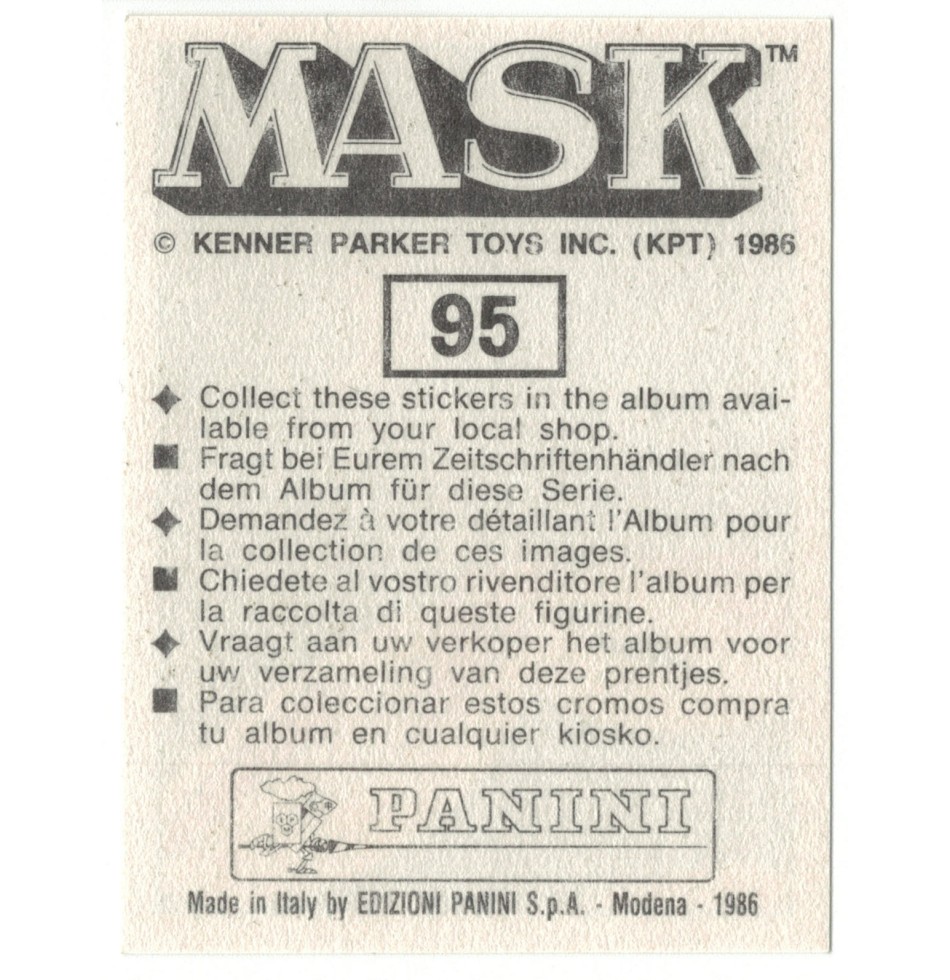 MASK™
© KENNER PARKER TOYS INC. (KPT) 1986
95
Collect these stickers in the album avai-
lable from your local shop.
Fragt bei Eurem Zeitschriftenhändler nach
dem Album für diese Serie.
Demandez à votre détaillant l'Album pour
la collection de ces images.
Chiedete al vostro rivenditore l'album per
la raccolta di queste figurine.
Vraagt aan uw verkoper het album voor
uw verzameling van deze prentjes.
Para coleccionar estos cromos compra
tu album en cualquier kiosko.
PANINI
Made in Italy by EDIZIONI PANINI S.p.A. - Modena - 1986